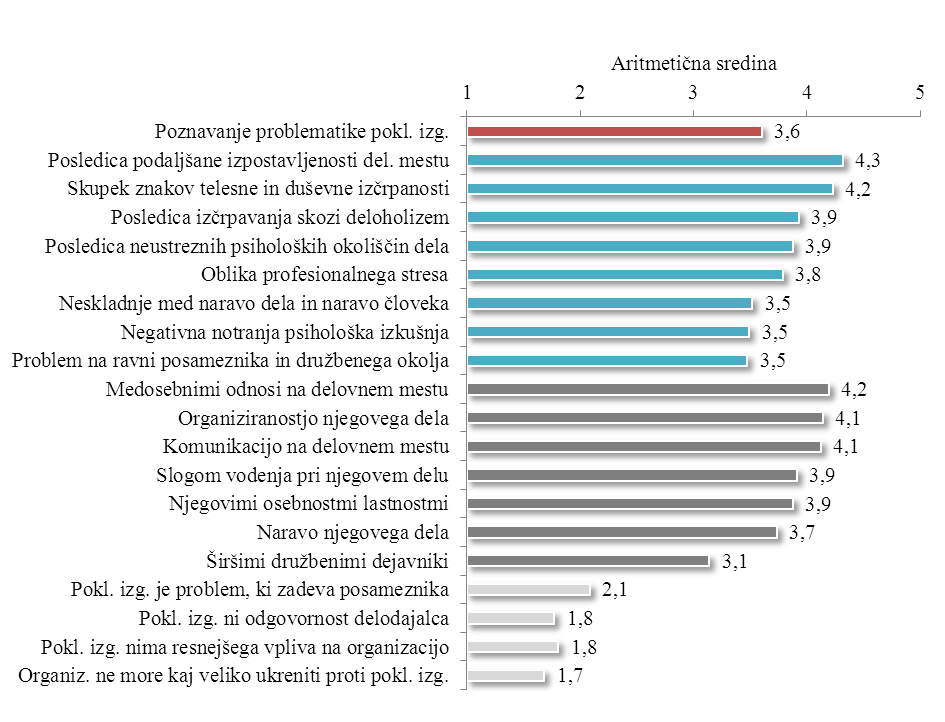 Aritmetična sredina
1 2 3 4 5
Poznavanje problematike pokl. izg. 3,6
Posledica podaljšane izpostavljenosti del. mestu 4,3
Skupek znakov telesne in duševne izčrpanosti 4,2
Posledica izčrpavanja skozi deloholizem 3,9
Posledica neustreznih psiholoških okoliščin dela 3,9
Oblika profesionalnega stresa 3,8
Neskladnje med naravo dela in naravo človeka 3,5
Negativna notranja psihološka izkušnja 3,5
Problem na ravni posameznika in družbenega okolja 3,5
Medosebnimi odnosi na delovnem mestu 4,2
Organiziranostjo njegovega dela 4,1
Komunikacijo na delovnem mestu 4,1
Slogom vodenja pri njegovem delu 3,9
Njegovimi osebnostmi lastnostmi 3,9
Naravo njegovega dela 3,7
Širšimi družbenimi dejavniki 3,1
Pokl. izg. je problem, ki zadeva posameznika 2,1
Pokl. izg. ni odgovornost delodajalca 1,8
Pokl. izg. nima resnejšega vpliva na organizacijo 1,8
Organiz. ne more kaj veliko ukreniti proti pokl. izg. 1,7